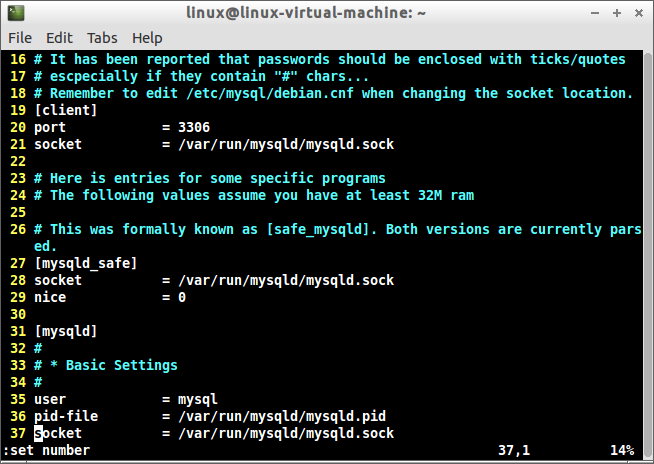 linux@linux-virtual-machine: ~
File Edit Tabs Help
16 # It has been reported that passwords should be enclosed with ticks/quotes
17 # escpecially if they contain "#" chars...
18 # Remember to edit /etc/mysql/debian.cnf when changing the socket location.
19 [client]
20 port            = 3306
21 socket          = /var/run/mysqld/mysqld.sock
22
23 # Here is entries for some specific programs
24 # The following values assume you have at least 32M ram
25
26 # This was formally known as [safe_mysqld]. Both versions are currently pars
ed.
27 [mysqld_safe]
28 socket          = /var/run/mysqld/mysqld.sock
29 nice            = 0
30
31 [mysqld]
32 #
33 # * Basic Settings
34 #
35 user            = mysql
36 pid-file        = /var/run/mysqld/mysqld.pid
37 socket          = /var/run/mysqld/mysqld.sock
:set number                                               37,1          14%